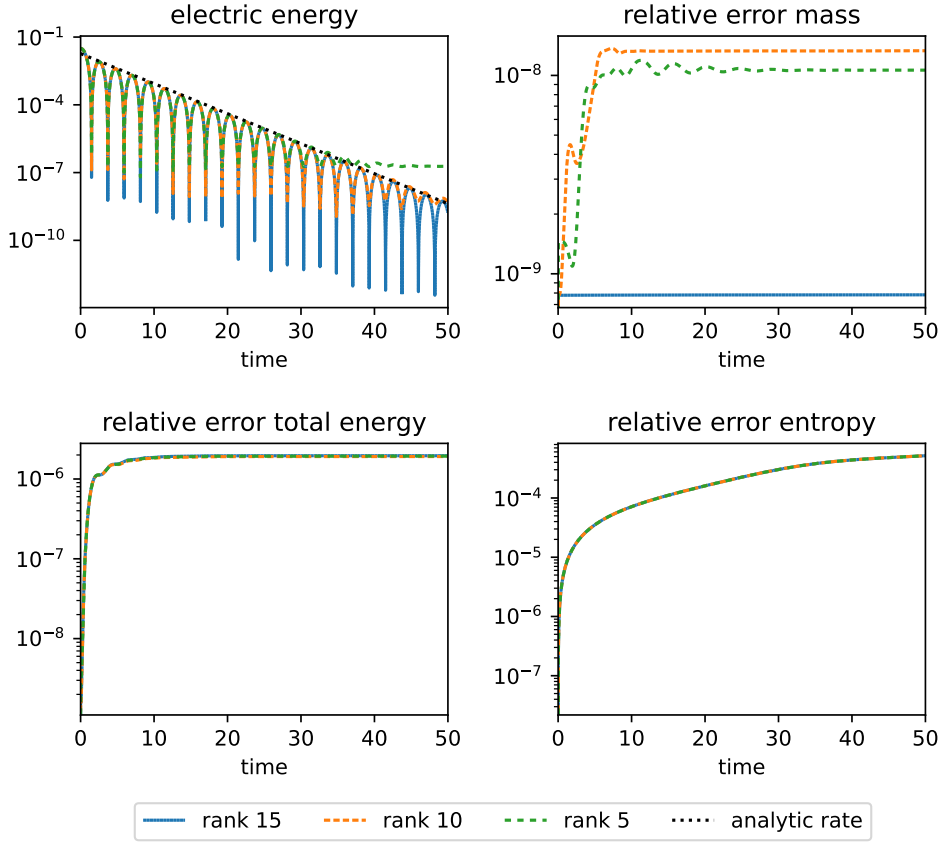 electric energy
10⁻¹
10⁻⁴
10⁻⁷
10⁻¹⁰
0 10 20 30 40 50
time
relative error mass
10⁻⁸
10⁻⁹
0 10 20 30 40 50
time
relative error total energy
10⁻⁶
10⁻⁷
10⁻⁸
0 10 20 30 40 50
time
relative error entropy
10⁻⁴
10⁻⁵
10⁻⁶
10⁻⁷
0 10 20 30 40 50
time
rank 15 rank 10 rank 5 analytic rate